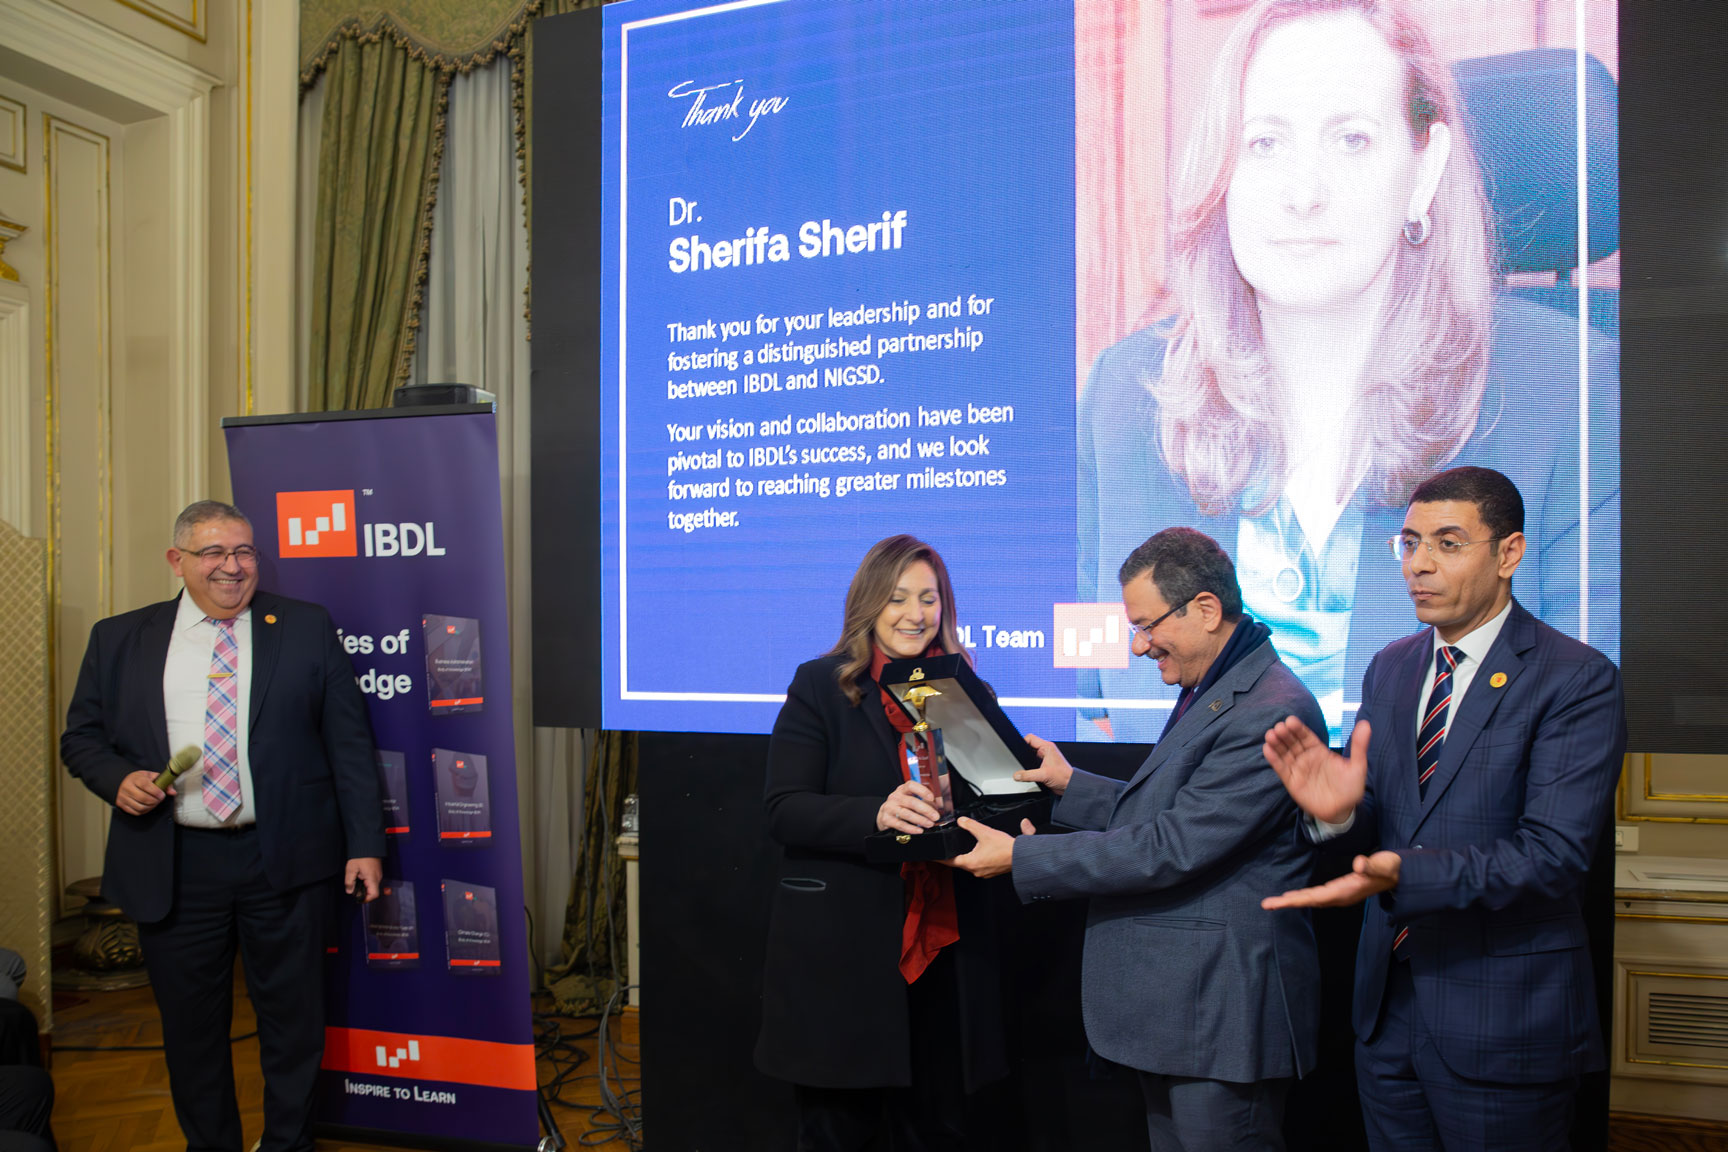 Thank you
Dr.
Sherifa Sherif
Thank you for your leadership and for
fostering a distinguished partnership
between IBDL and NIGSD.
Your vision and collaboration have been
pivotal to IBDL's success, and we look
forward to reaching greater milestones
together.
DL Team
TM
IBDL
ies of
dge
INSPIRE TO LEARN